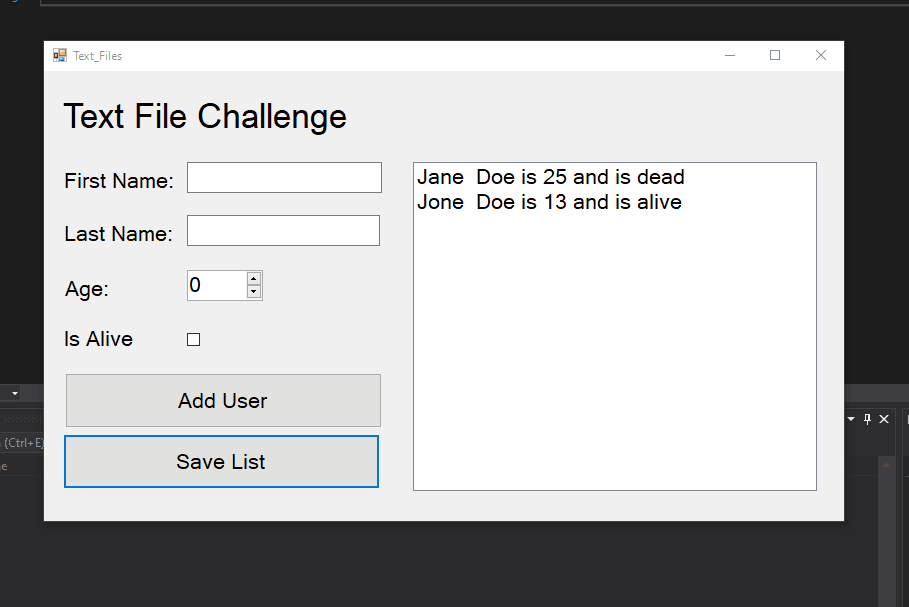 Text_Files
Text File Challenge
First Name:
Last Name:
Age:
0
Is Alive
Add User
Save List
Jane  Doe is 25 and is dead
Jone  Doe is 13 and is alive
(Ctrl+E)